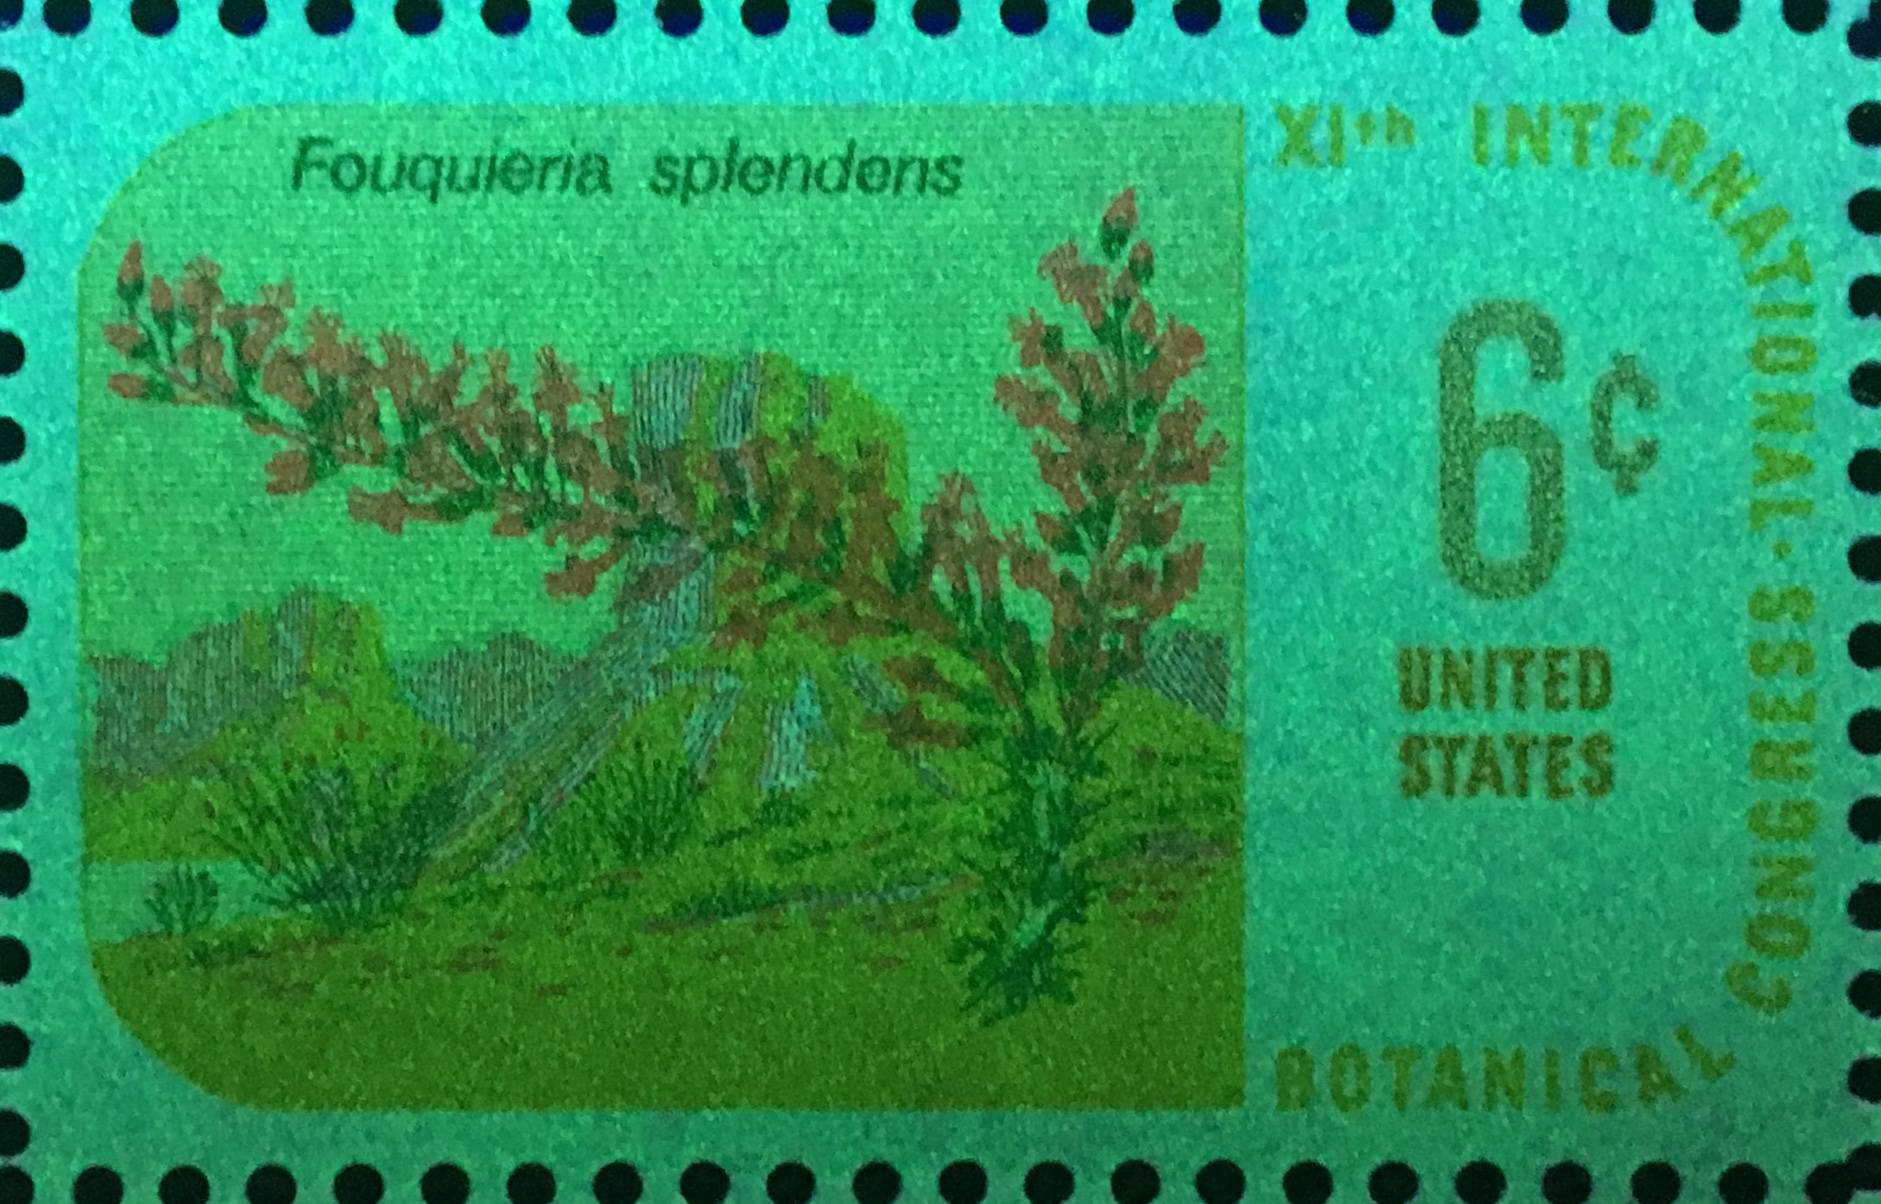 Fouquieria splendens
XIth INTERNATIONAL
BOTANICAL
CONGRESS
6¢
UNITED
STATES